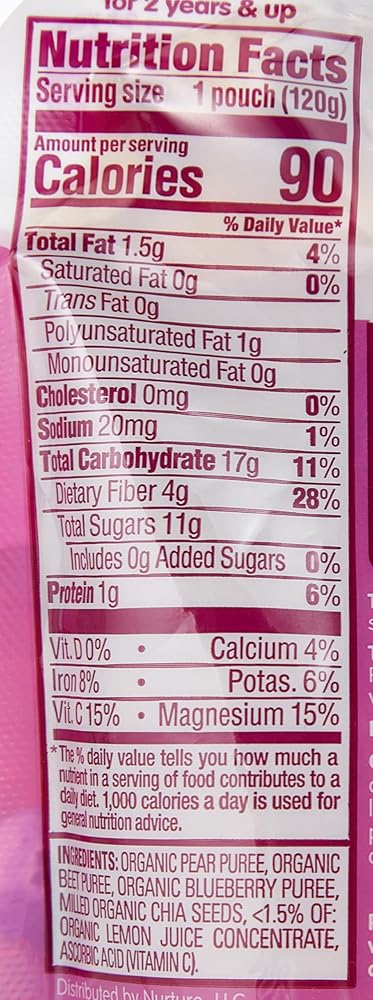 for 2 years & up
Nutrition Facts
Serving size 1 pouch (120g)
Amount per serving
Calories 90
% Daily Value*
Total Fat 1.5g 4%
Saturated Fat 0g 0%
Trans Fat 0g
Polyunsaturated Fat 1g
Monounsaturated Fat 0g
Cholesterol 0mg 0%
Sodium 20mg 1%
Total Carbohydrate 17g 11%
Dietary Fiber 4g 28%
Total Sugars 11g
Includes 0g Added Sugars 0%
Protein 1g 6%
Vit. D 0% • Calcium 4%
Iron 8% • Potas. 6%
Vit. C 15% • Magnesium 15%
*The % daily value tells you how much a
nutrient in a serving of food contributes to a
daily diet. 1,000 calories a day is used for
general nutrition advice.
INGREDIENTS: ORGANIC PEAR PUREE, ORGANIC
BEET PUREE, ORGANIC BLUEBERRY PUREE,
MILLED ORGANIC CHIA SEEDS, <1.5% OF:
ORGANIC LEMON JUICE CONCENTRATE,
ASCORBIC ACID (VITAMIN C).
Distributed by Nurture, LLC